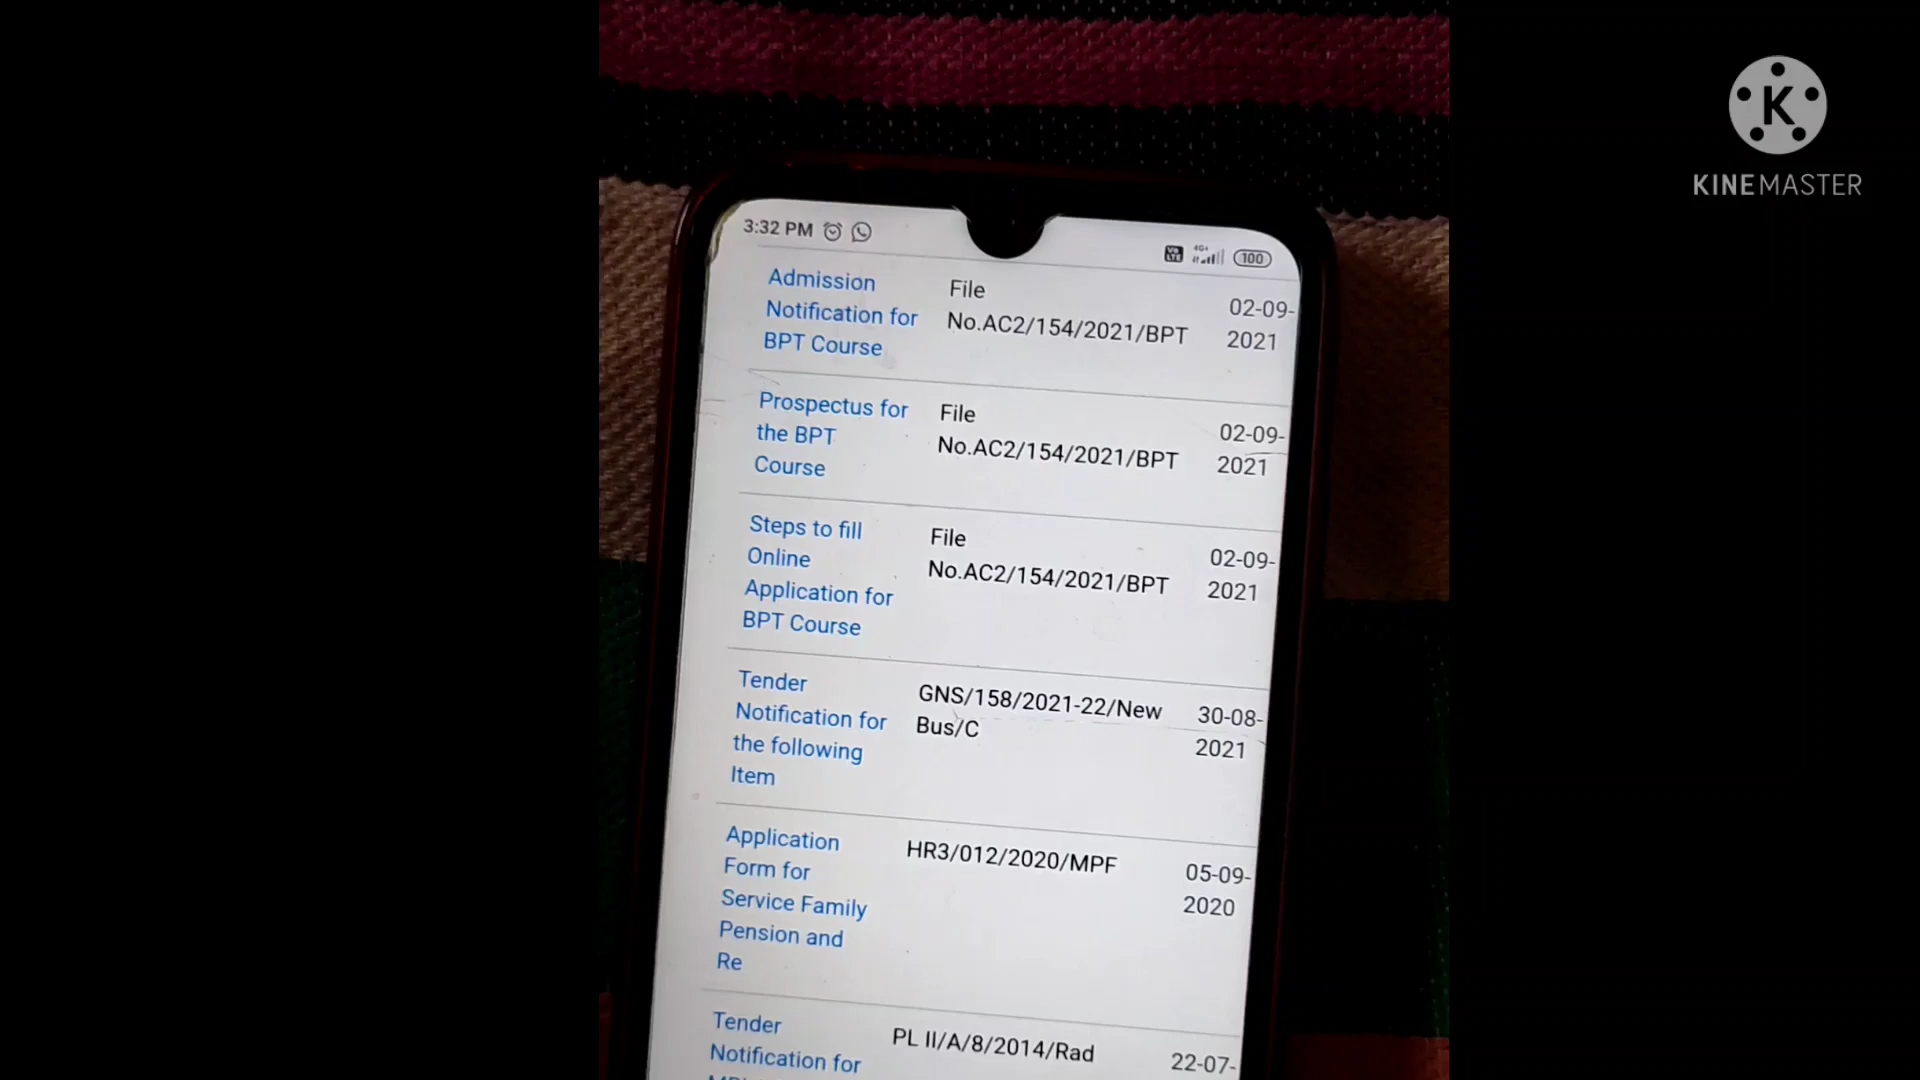 KINEMASTER
3:32 PM
Vo
LTE
4G+
100
Admission
Notification for
BPT Course
File
No.AC2/154/2021/BPT
02-09-
2021
Prospectus for
the BPT
Course
File
No.AC2/154/2021/BPT
02-09-
2021
Steps to fill
Online
Application for
BPT Course
File
No.AC2/154/2021/BPT
02-09-
2021
Tender
Notification for
the following
Item
GNS/158/2021-22/New
Bus/C
30-08-
2021
Application
Form for
Service Family
Pension and
Re
HR3/012/2020/MPF
05-09-
2020
Tender
Notification for
PL II/A/8/2014/Rad
22-07-